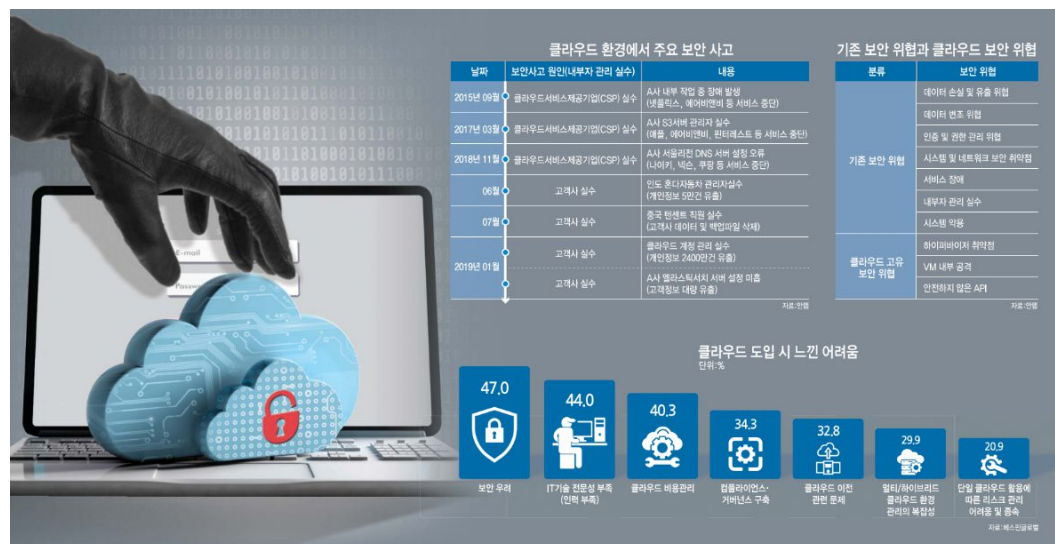 E-mail
Passw
클라우드 환경에서 주요 보안 사고
날짜 보안사고 원인(내부자 관리 실수) 내용
2015년 09월 클라우드서비스제공기업(CSP) 실수 A사 내부 작업 중 장애 발생
(넷플릭스, 에어비앤비 등 서비스 중단)
2017년 03월 클라우드서비스제공기업(CSP) 실수 A사 S3서버 관리자 실수
(애플, 에어비앤비, 핀터레스트 등 서비스 중단)
2018년 11월 클라우드서비스제공기업(CSP) 실수 A사 서울리전 DNS 서버 설정 오류
(나이키, 넥슨, 쿠팡 등 서비스 중단)
06월 고객사 실수 인도 혼다자동차 관리자실수
(개인정보 5만건 유출)
07월 고객사 실수 중국 텐센트 직원 실수
(고객사 데이터 및 백업파일 삭제)
2019년 01월 고객사 실수 클라우드 계정 관리 실수
(개인정보 2400만건 유출)
고객사 실수 A사 엘라스틱서치 서버 설정 미흡
(고객정보 대량 유출)
자료:안랩
기존 보안 위협과 클라우드 보안 위협
분류 보안 위협
기존 보안 위협
데이터 손실 및 유출 위협
데이터 변조 위협
인증 및 권한 관리 위협
시스템 및 네트워크 보안 취약점
서비스 장애
내부자 관리 실수
시스템 악용
클라우드 고유
보안 위협
하이퍼바이저 취약점
VM 내부 공격
안전하지 않은 API
자료:안랩
클라우드 도입 시 느낀 어려움
단위:%
47.0
보안 우려
44.0
IT기술 전문성 부족
(인력 부족)
40.3
클라우드 비용관리
34.3
컴플라이언스·
거버넌스 구축
32.8
클라우드 이전
관련 문제
29.9
멀티/하이브리드
클라우드 환경
관리의 복잡성
20.9
단일 클라우드 활용에
따른 리스크 관리
어려움 및 종속
자료:베스핀글로벌